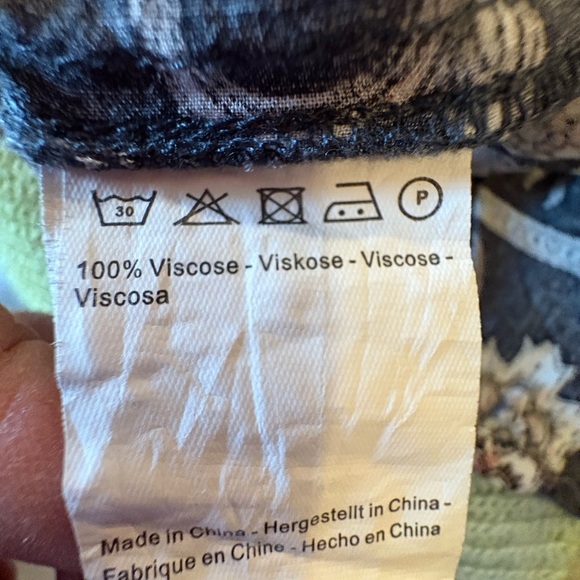 30 P
100% Viscose - Viskose - Viscose -
Viscosa
Made in China - Hergestellt in China -
Fabrique en Chine - Hecho en China